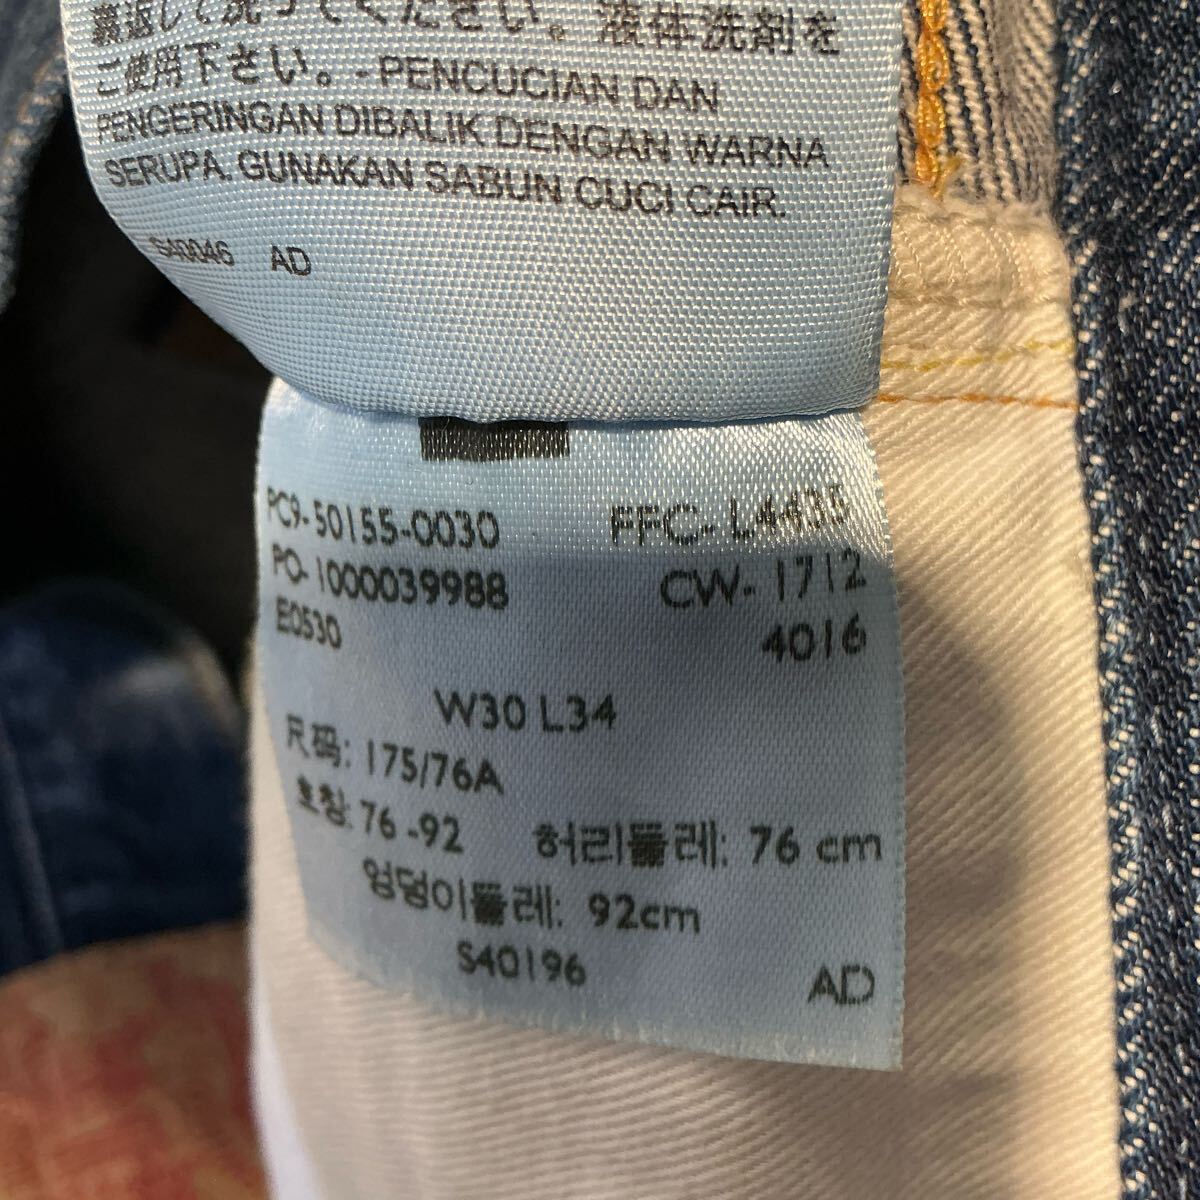 裏返して洗ってください。液体洗剤を
ご使用下さい。-PENCUCIAN DAN
PENGERINGAN DIBALIK DENGAN WARNA
SERUPA. GUNAKAN SABUN CUCI CAIR.
SA0046 AD
PC9-50155-0030 FFC- L4435
PO-1000039988 CW- 1712
E0530 4016
W30 L34
尺码: 175/76A
호칭: 76 -92 허리둘레: 76 cm
엉덩이둘레: 92cm
S40196 AD